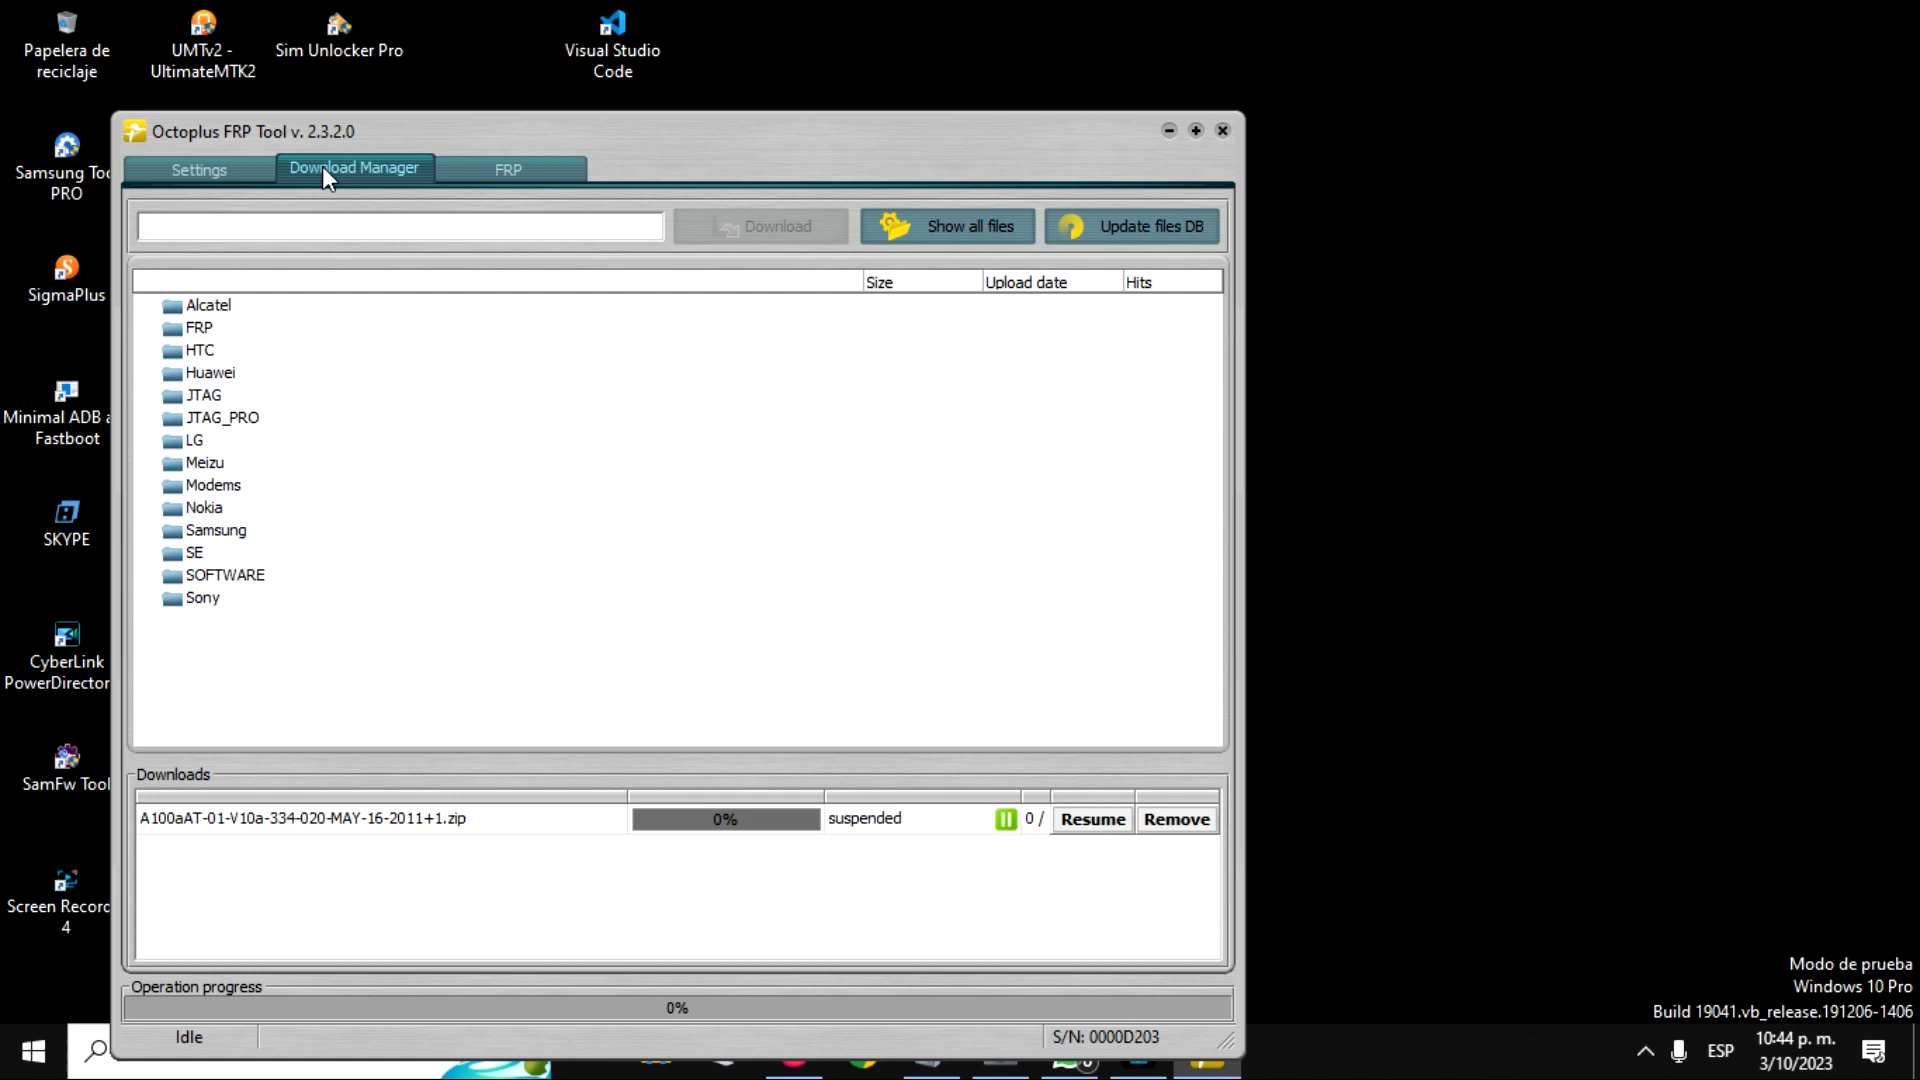 Papelera de
reciclaje
UMTv2 -
UltimateMTK2
Sim Unlocker Pro
Visual Studio
Code
Samsung Too
PRO
SigmaPlus
Minimal ADB a
Fastboot
SKYPE
CyberLink
PowerDirector
SamFw Tool
Screen Record
4
Octoplus FRP Tool v. 2.3.2.0
Settings
Download Manager
FRP
Download
Show all files
Update files DB
Size
Upload date
Hits
Alcatel
FRP
HTC
Huawei
JTAG
JTAG_PRO
LG
Meizu
Modems
Nokia
Samsung
SE
SOFTWARE
Sony
Downloads
A100aAT-01-V10a-334-020-MAY-16-2011+1.zip
0%
suspended
0 /
Resume
Remove
Operation progress
0%
Idle
S/N: 0000D203
Modo de prueba
Windows 10 Pro
Build 19041.vb_release.191206-1406
ESP
10:44 p. m.
3/10/2023